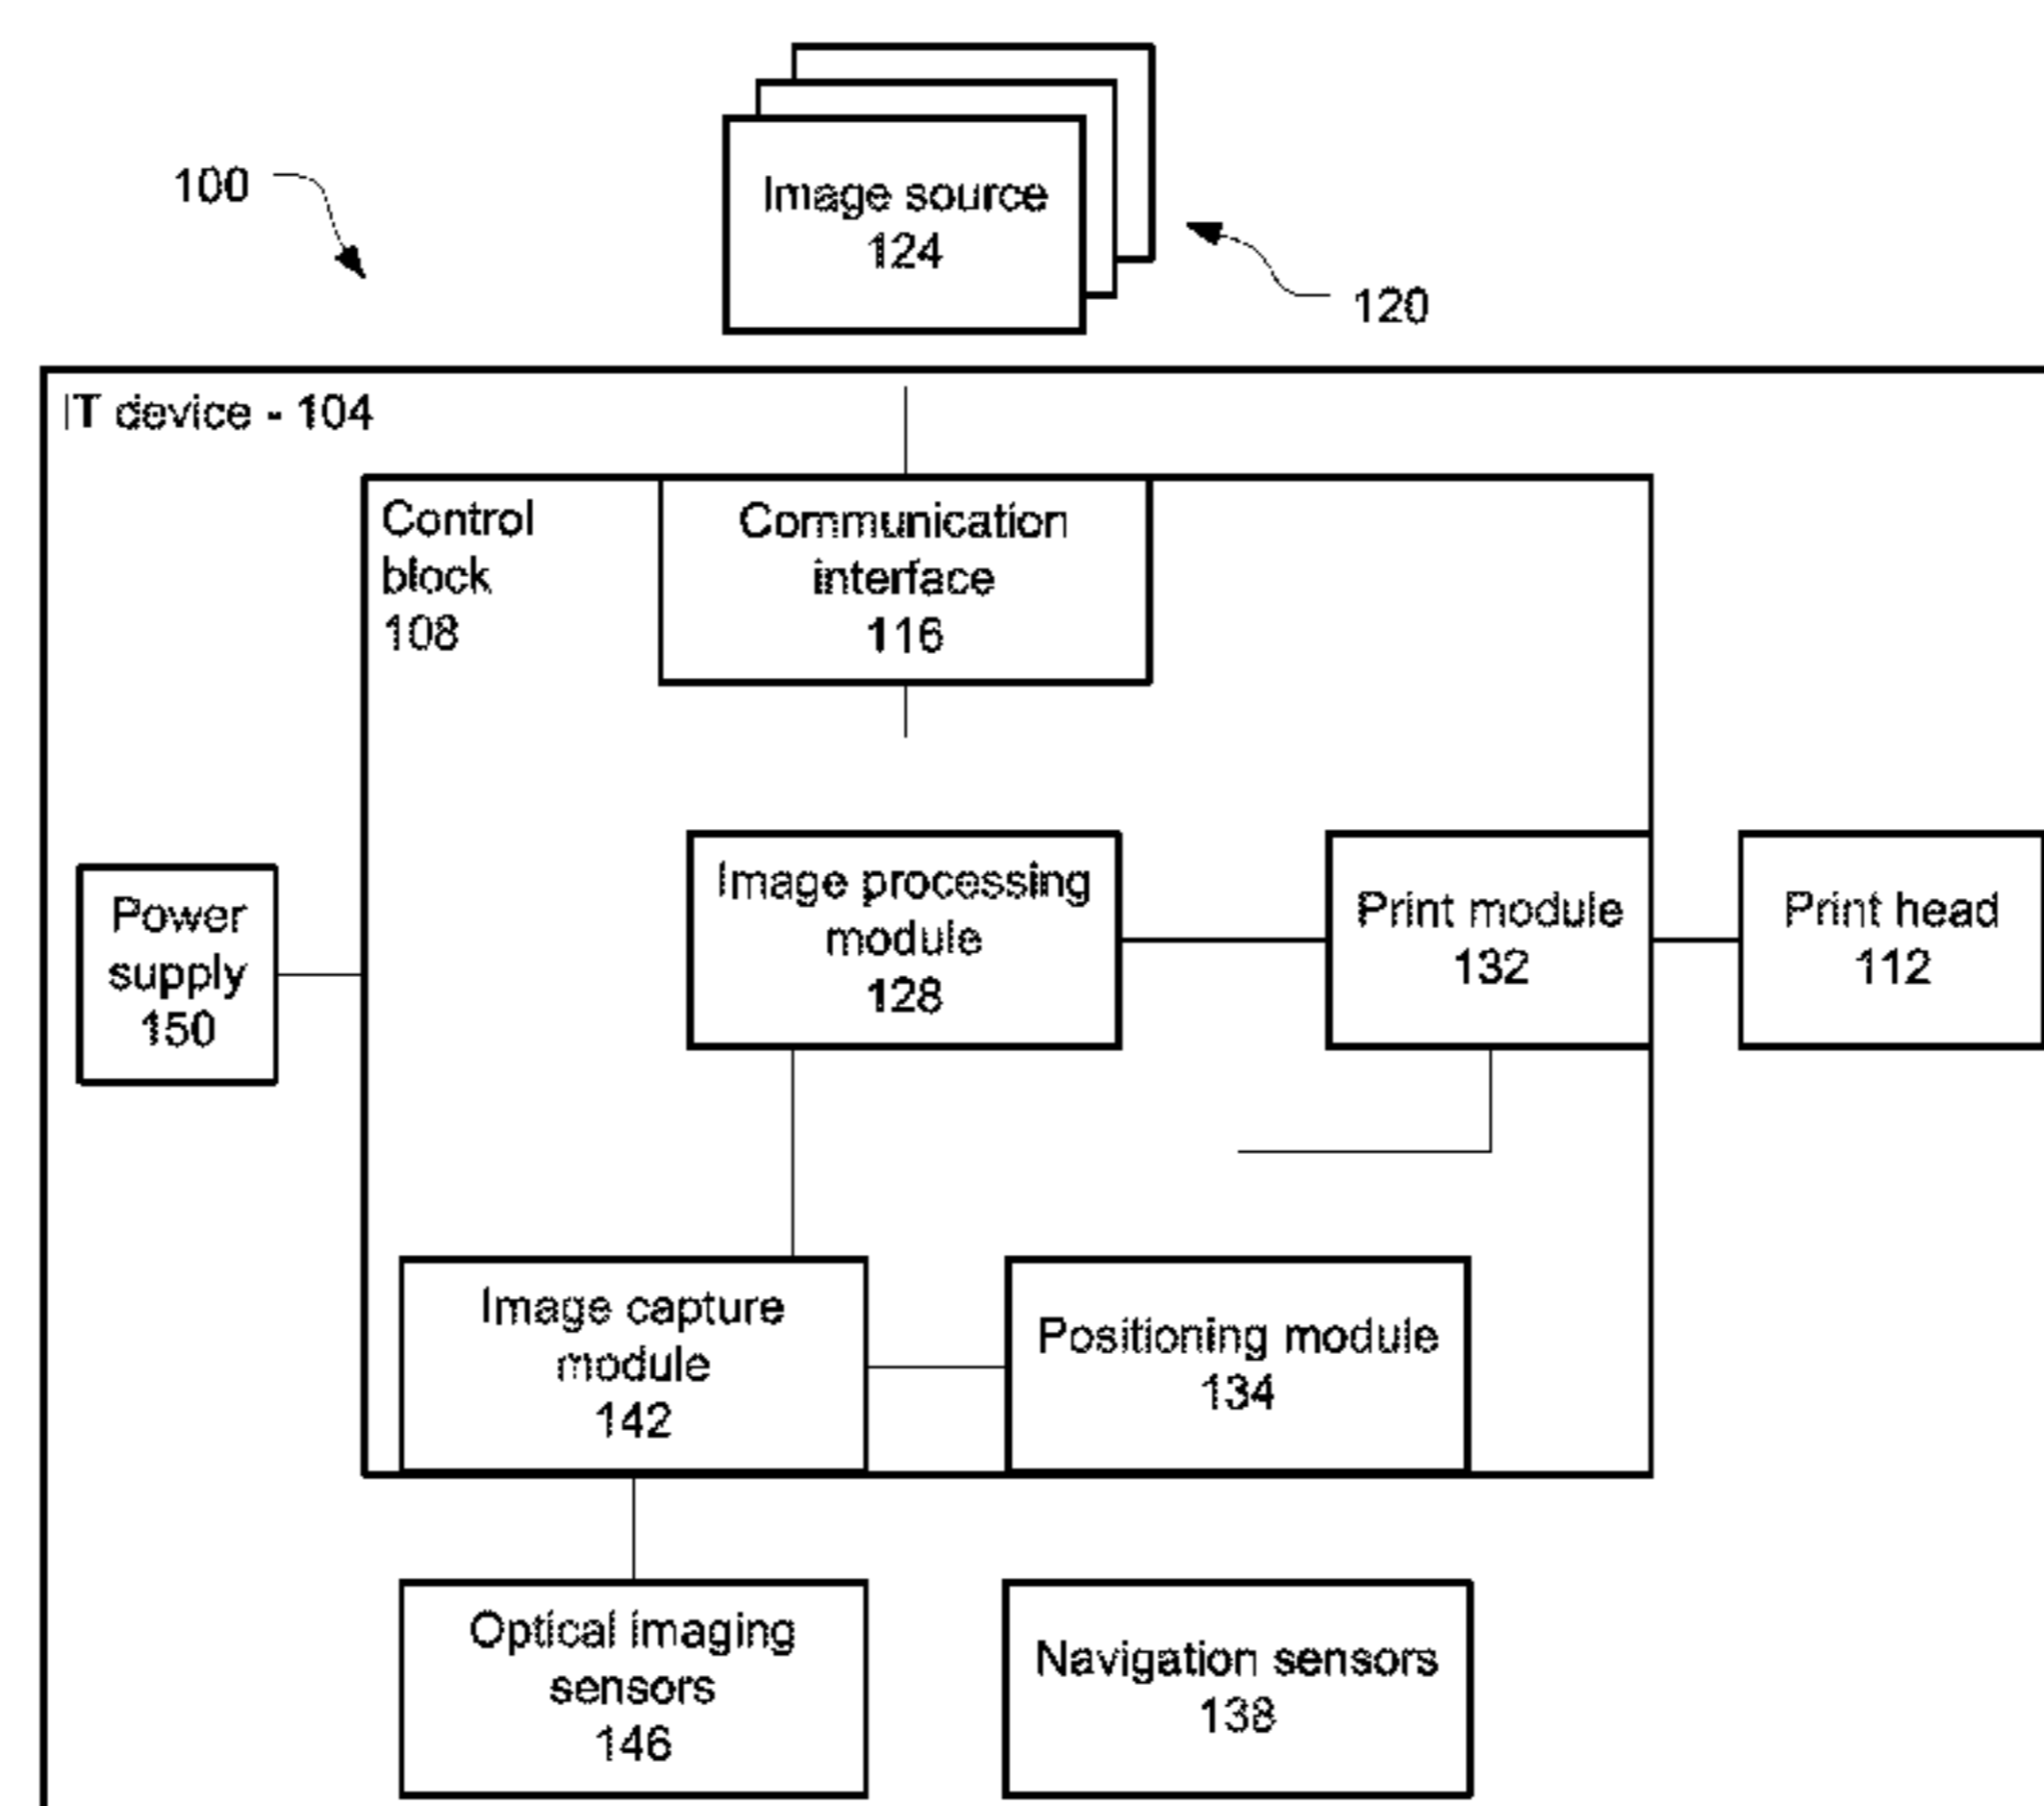 100
Image source
124
120
IT device - 104
Control
block
108
Communication
interface
116
Power
supply
150
Image processing
module
128
Print module
132
Print head
112
Image capture
module
142
Positioning module
134
Optical imaging
sensors
146
Navigation sensors
138